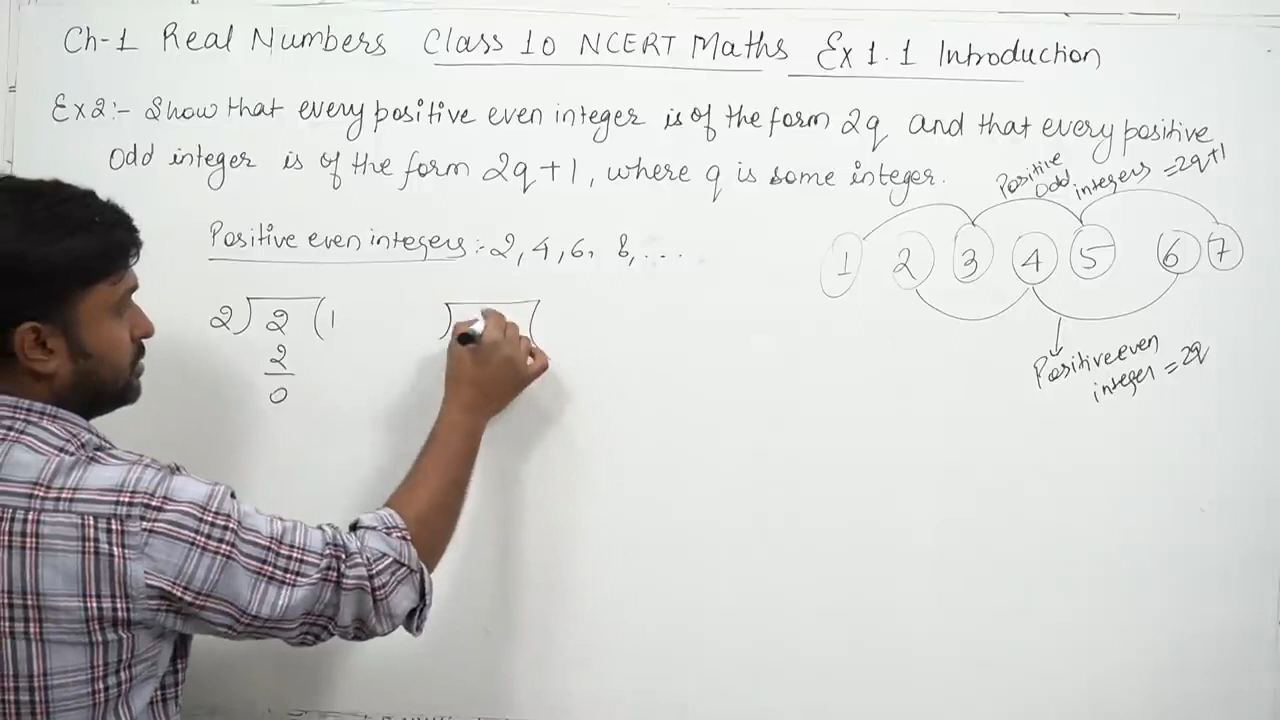 Ch-1 Real Numbers Class 10 NCERT Maths Ex 1.1 Introduction
Ex2:- Show that every positive even integer is of the form 2q and that every positive
Odd integer is of the form 2q+1, where q is some integer.
Positive Odd integers = 2q+1
Positive even integers:- 2, 4, 6, 8, ...
1 2 3 4 5 6 7
2) 2 (1
2
0
Positive even
integer = 2q